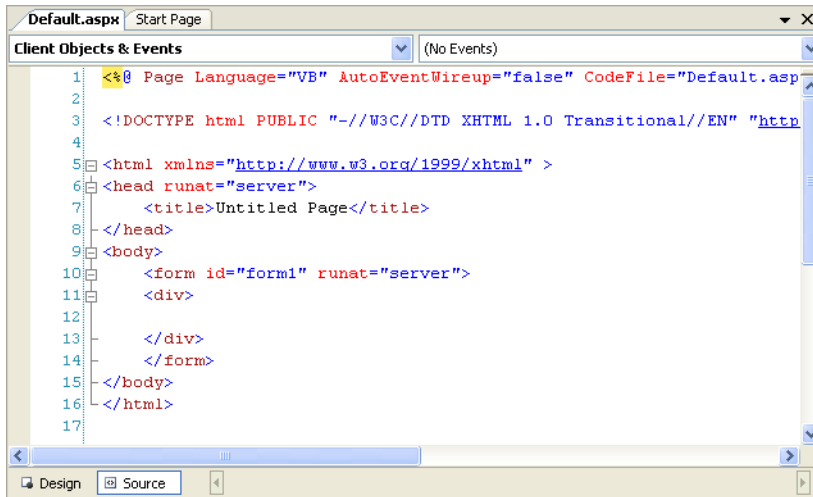 Default.aspx Start Page
Client Objects & Events (No Events)
1 <%@ Page Language="VB" AutoEventWireup="false" CodeFile="Default.asp
2
3 <!DOCTYPE html PUBLIC "-//W3C//DTD XHTML 1.0 Transitional//EN" "http
4
5 <html xmlns="http://www.w3.org/1999/xhtml" >
6 <head runat="server">
7 <title>Untitled Page</title>
8 </head>
9 <body>
10 <form id="form1" runat="server">
11 <div>
12
13 </div>
14 </form>
15 </body>
16 </html>
17
Design Source